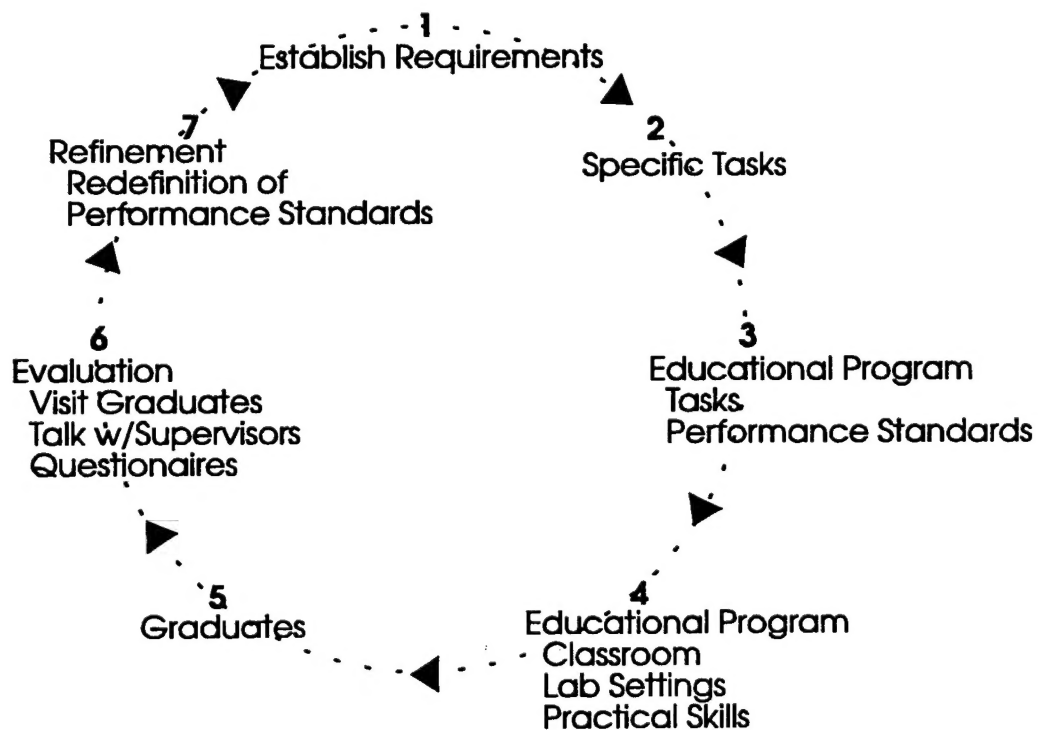 1
Establish Requirements
2
Specific Tasks
3
Educational Program
Tasks
Performance Standards
4
Educational Program
Classroom
Lab Settings
Practical Skills
5
Graduates
6
Evaluation
Visit Graduates
Talk w/Supervisors
Questionaires
7
Refinement
Redefinition of
Performance Standards